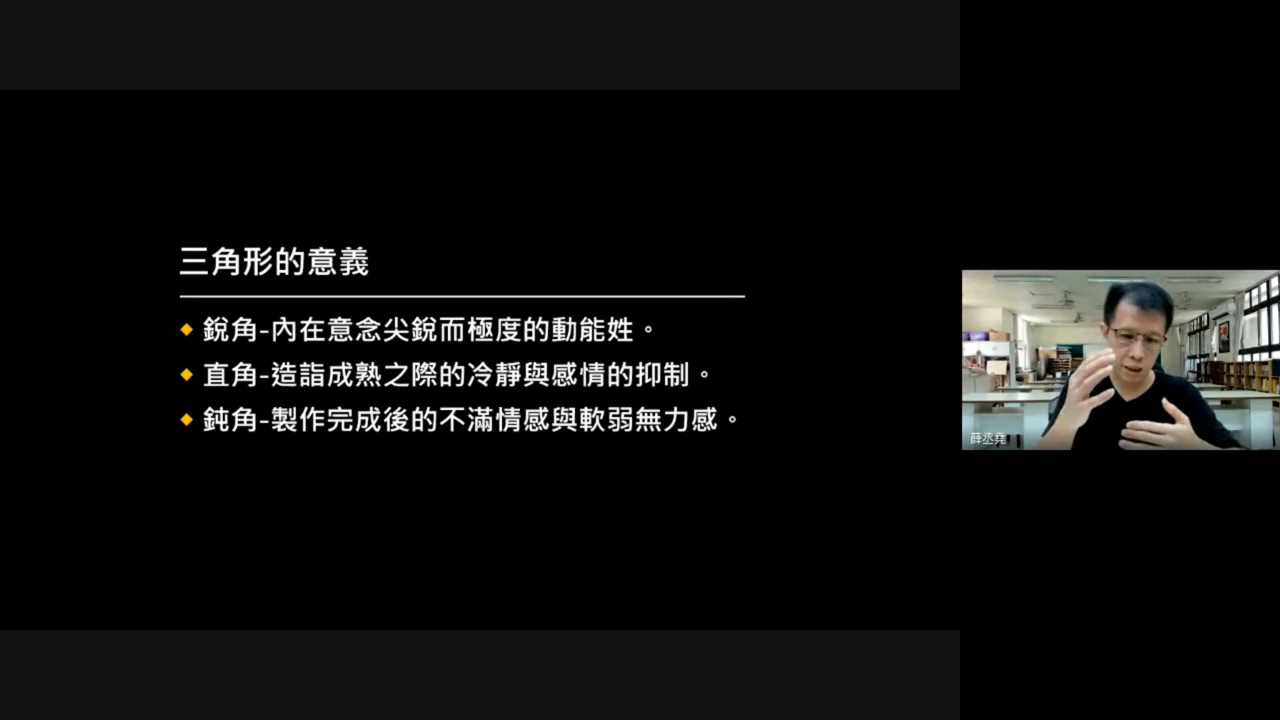 三角形的意義
銳角-內在意念尖銳而極度的動能姓。
直角-造詣成熟之際的冷靜與感情的抑制。
鈍角-製作完成後的不滿情感與軟弱無力感。
薛丞堯